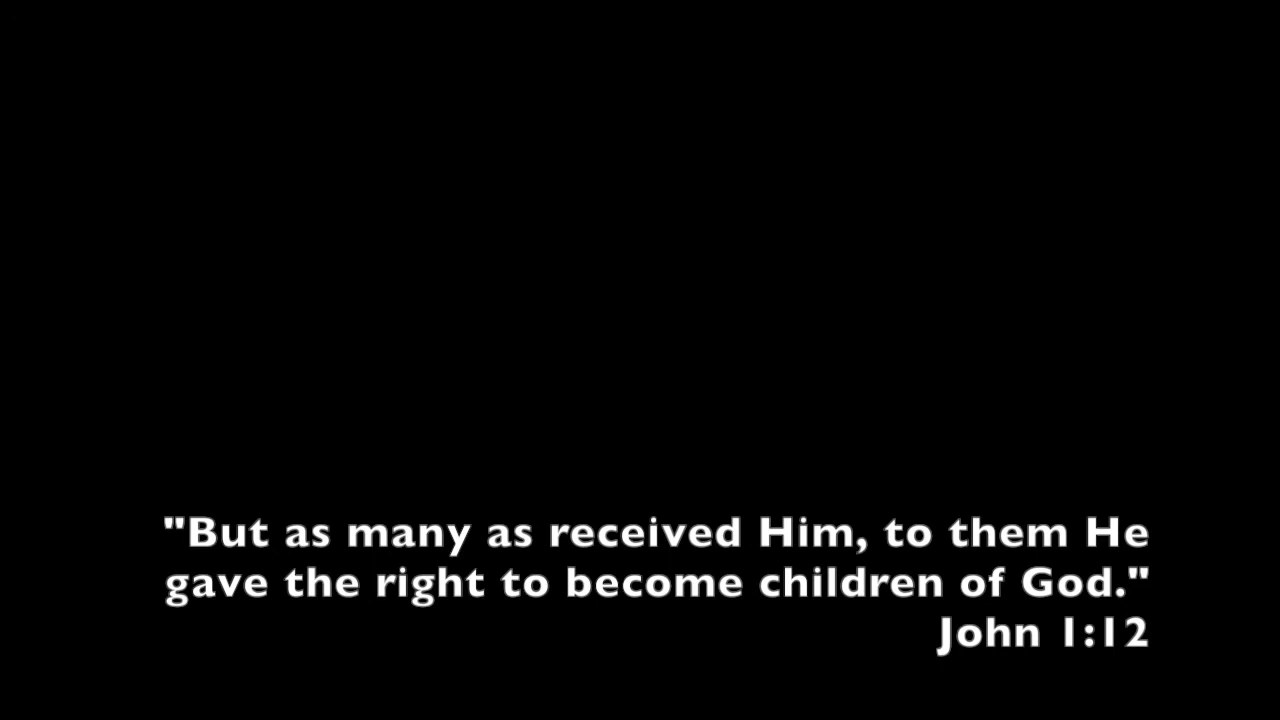 "But as many as received Him, to them He
gave the right to become children of God."
John 1:12